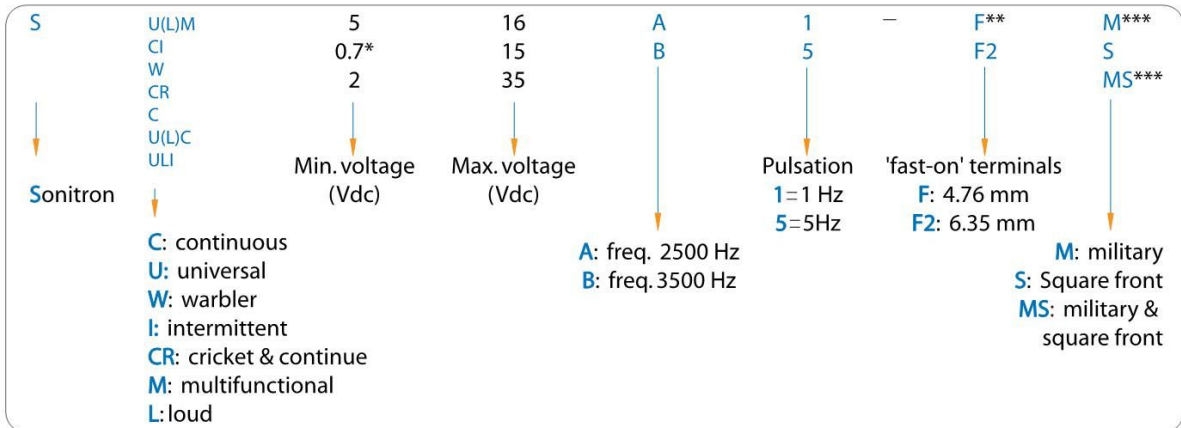 S U(L)M 5 16 A 1 – F** M***
CI 0.7* 15 B 5 F2 S
W 2 35 MS***
CR
C
U(L)C
ULI
Min. voltage Max. voltage Pulsation 'fast-on' terminals
Sonitron (Vdc) (Vdc) 1=1 Hz F: 4.76 mm
5=5Hz F2: 6.35 mm
C: continuous A: freq. 2500 Hz M: military
U: universal B: freq. 3500 Hz S: Square front
W: warbler MS: military &
I: intermittent square front
CR: cricket & continue
M: multifunctional
L: loud